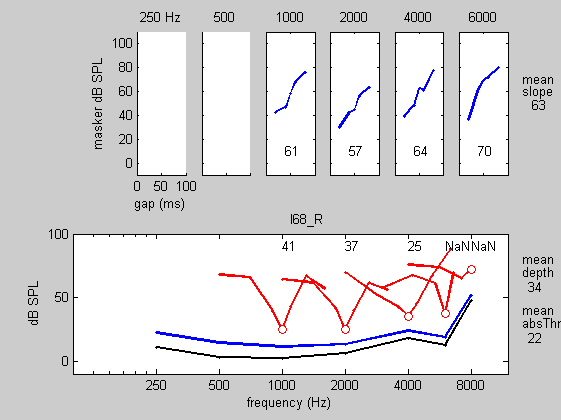 250 Hz 500 1000 2000 4000 6000
masker dB SPL
100
80
60
40
20
0
61 57 64 70
mean
slope
63
0 50 100
gap (ms)
I68_R
100
50
0
dB SPL
41 37 25 NaNNaN
mean
depth
34
mean
absThr
22
250 500 1000 2000 4000 8000
frequency (Hz)